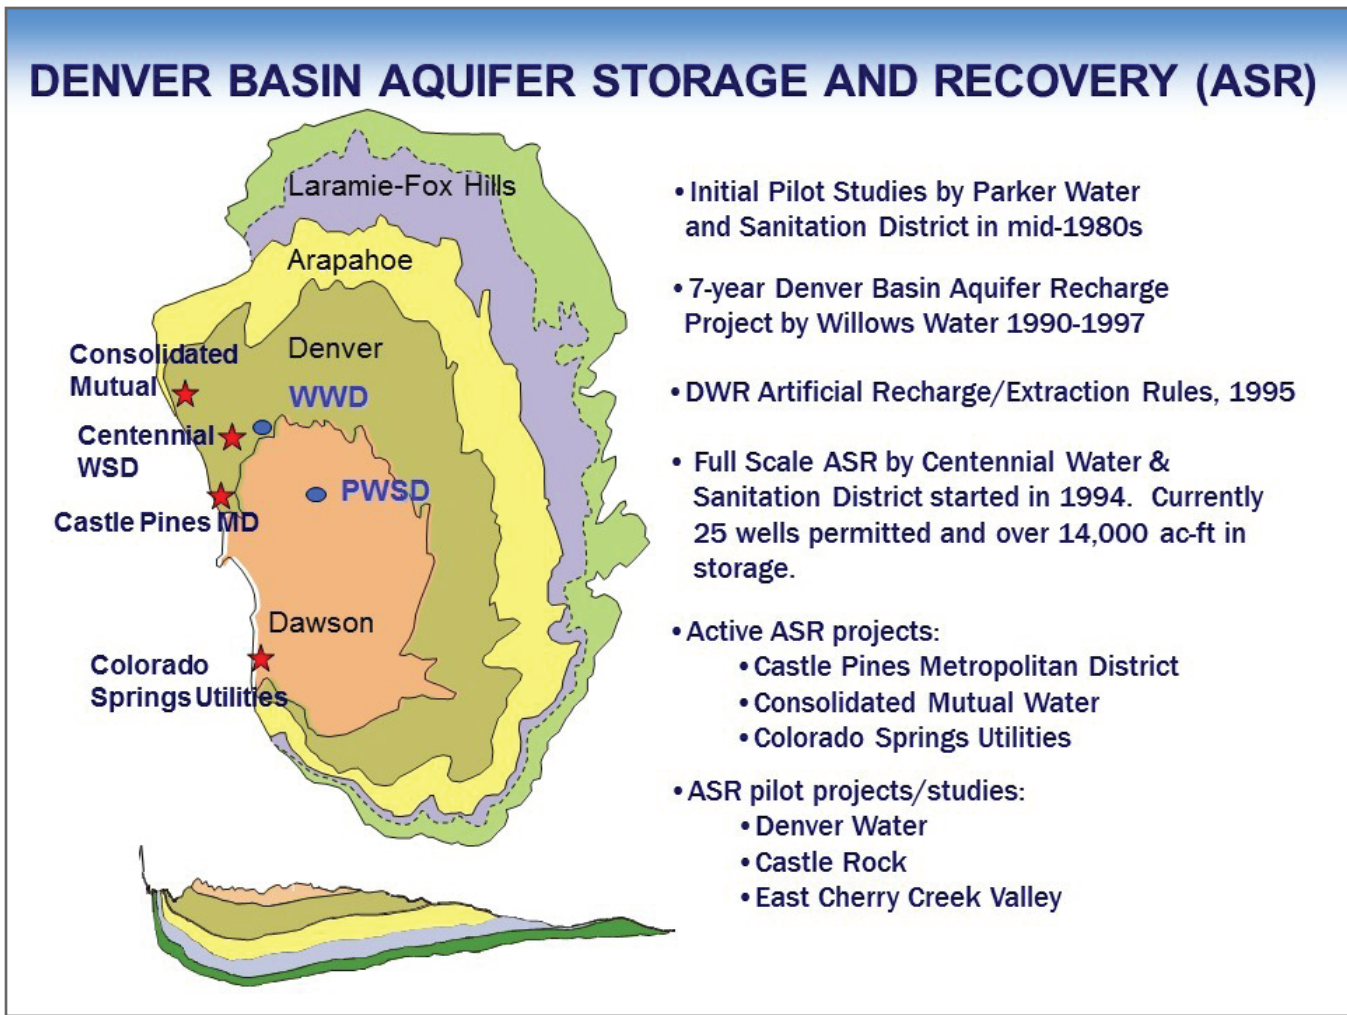 DENVER BASIN AQUIFER STORAGE AND RECOVERY (ASR)
Laramie-Fox Hills
Arapahoe
Denver
Consolidated
Mutual
WWD
Centennial
WSD
PWSD
Castle Pines MD
Dawson
Colorado
Springs Utilities
• Initial Pilot Studies by Parker Water
and Sanitation District in mid-1980s
• 7-year Denver Basin Aquifer Recharge
Project by Willows Water 1990-1997
• DWR Artificial Recharge/Extraction Rules, 1995
• Full Scale ASR by Centennial Water &
Sanitation District started in 1994. Currently
25 wells permitted and over 14,000 ac-ft in
storage.
• Active ASR projects:
• Castle Pines Metropolitan District
• Consolidated Mutual Water
• Colorado Springs Utilities
• ASR pilot projects/studies:
• Denver Water
• Castle Rock
• East Cherry Creek Valley